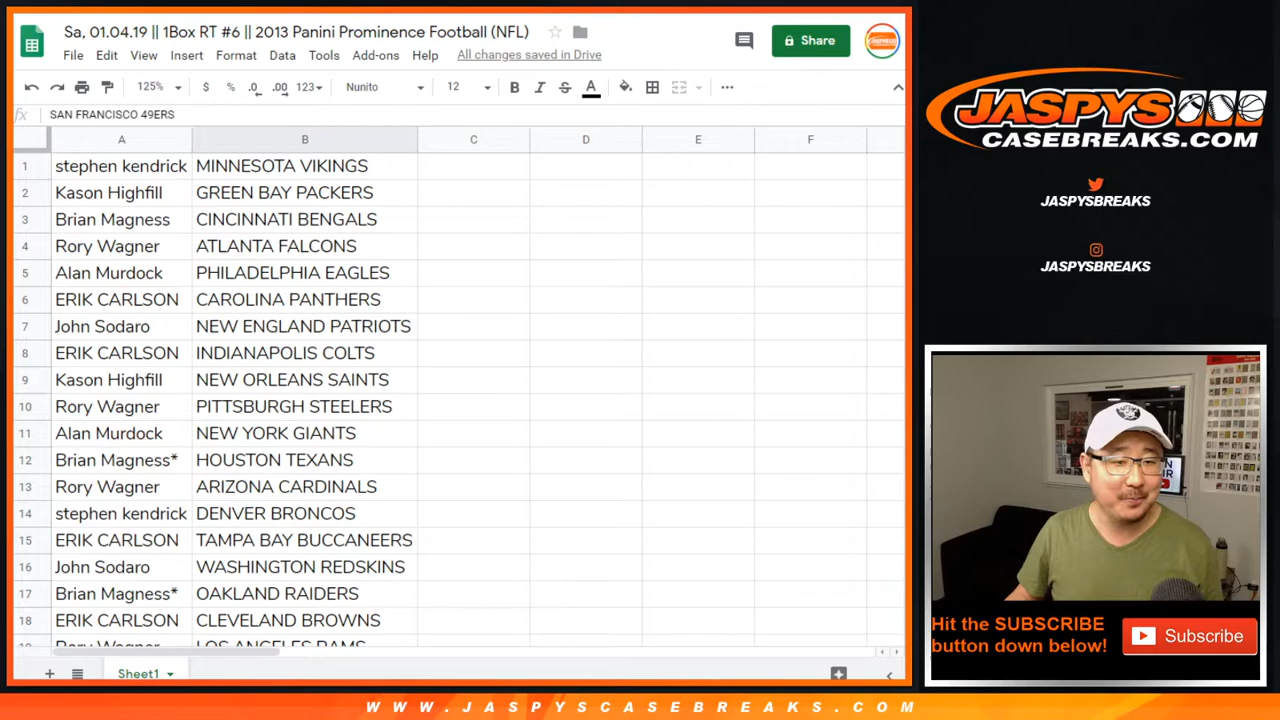 Sa, 01.04.19 || 1Box RT #6 || 2013 Panini Prominence Football (NFL)
File Edit View Insert Format Data Tools Add-ons Help All changes saved in Drive
Share
125% $ % .0 .00 123 Nunito 12 B I S A
fx SAN FRANCISCO 49ERS
A B C D E F
1 stephen kendrick MINNESOTA VIKINGS
2 Kason Highfill GREEN BAY PACKERS
3 Brian Magness CINCINNATI BENGALS
4 Rory Wagner ATLANTA FALCONS
5 Alan Murdock PHILADELPHIA EAGLES
6 ERIK CARLSON CAROLINA PANTHERS
7 John Sodaro NEW ENGLAND PATRIOTS
8 ERIK CARLSON INDIANAPOLIS COLTS
9 Kason Highfill NEW ORLEANS SAINTS
10 Rory Wagner PITTSBURGH STEELERS
11 Alan Murdock NEW YORK GIANTS
12 Brian Magness* HOUSTON TEXANS
13 Rory Wagner ARIZONA CARDINALS
14 stephen kendrick DENVER BRONCOS
15 ERIK CARLSON TAMPA BAY BUCCANEERS
16 John Sodaro WASHINGTON REDSKINS
17 Brian Magness* OAKLAND RAIDERS
18 ERIK CARLSON CLEVELAND BROWNS
19 Rory Wagner LOS ANGELES RAMS
Sheet1
JASPYS
CASEBREAKS.COM
JASPYSBREAKS
JASPYSBREAKS
Hit the SUBSCRIBE
button down below!
Subscribe
WWW.JASPYSCASEBREAKS.COM